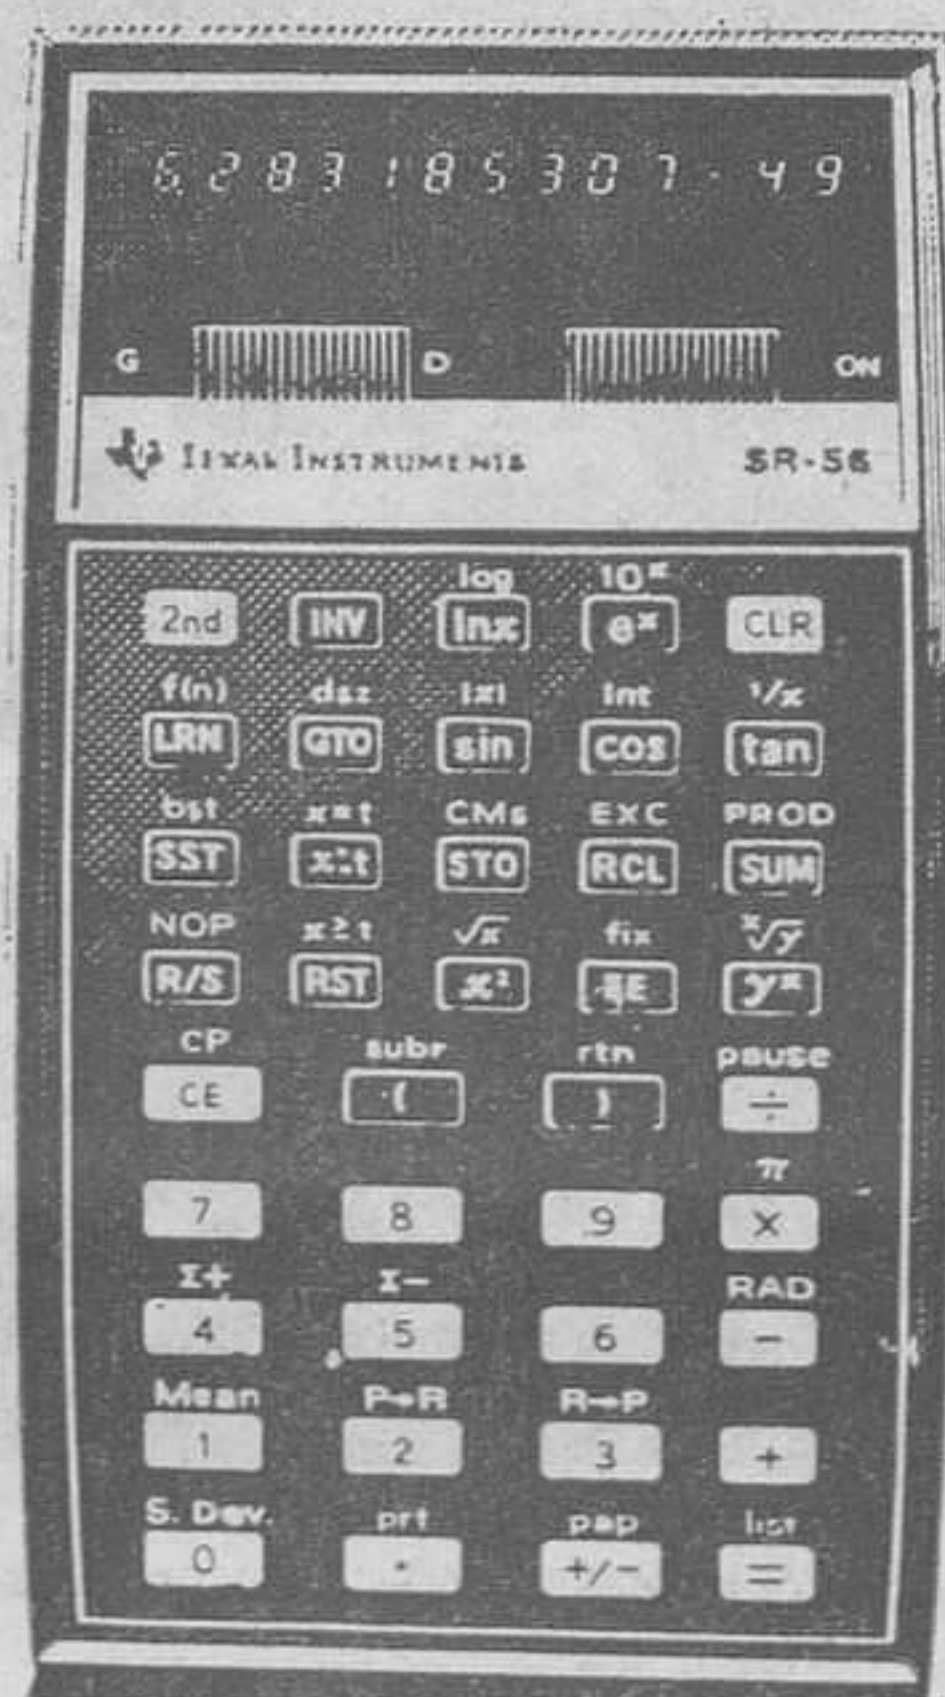 6.283185307-49
G D ON
TEXAS INSTRUMENTS SR-56
log 10ˣ
2nd INV lnx eˣ CLR
f(n) dsz |x| Int 1/x
LRN GTO sin cos tan
bst x=t CMs EXC PROD
SST x:t STO RCL SUM
NOP x≥t √x fix ˣ√y
R/S RST x² EE yˣ
CP subr rtn pause
CE ( ) ÷
π
7 8 9 ×
Σ+ Σ− RAD
4 5 6 −
Mean P→R R→P
1 2 3 +
S. Dev. prt pap list
0 . +/− =